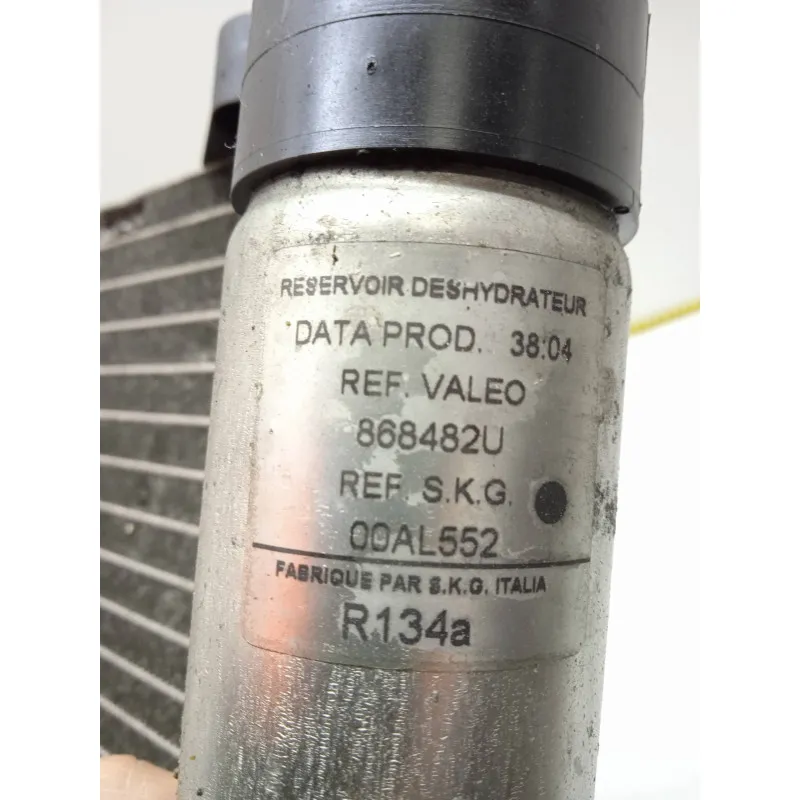 RESERVOIR DESHYDRATEUR
DATA PROD. 38:04
REF. VALEO
868482U
REF. S.K.G.
00AL552
FABRIQUE PAR S.K.G. ITALIA
R134a